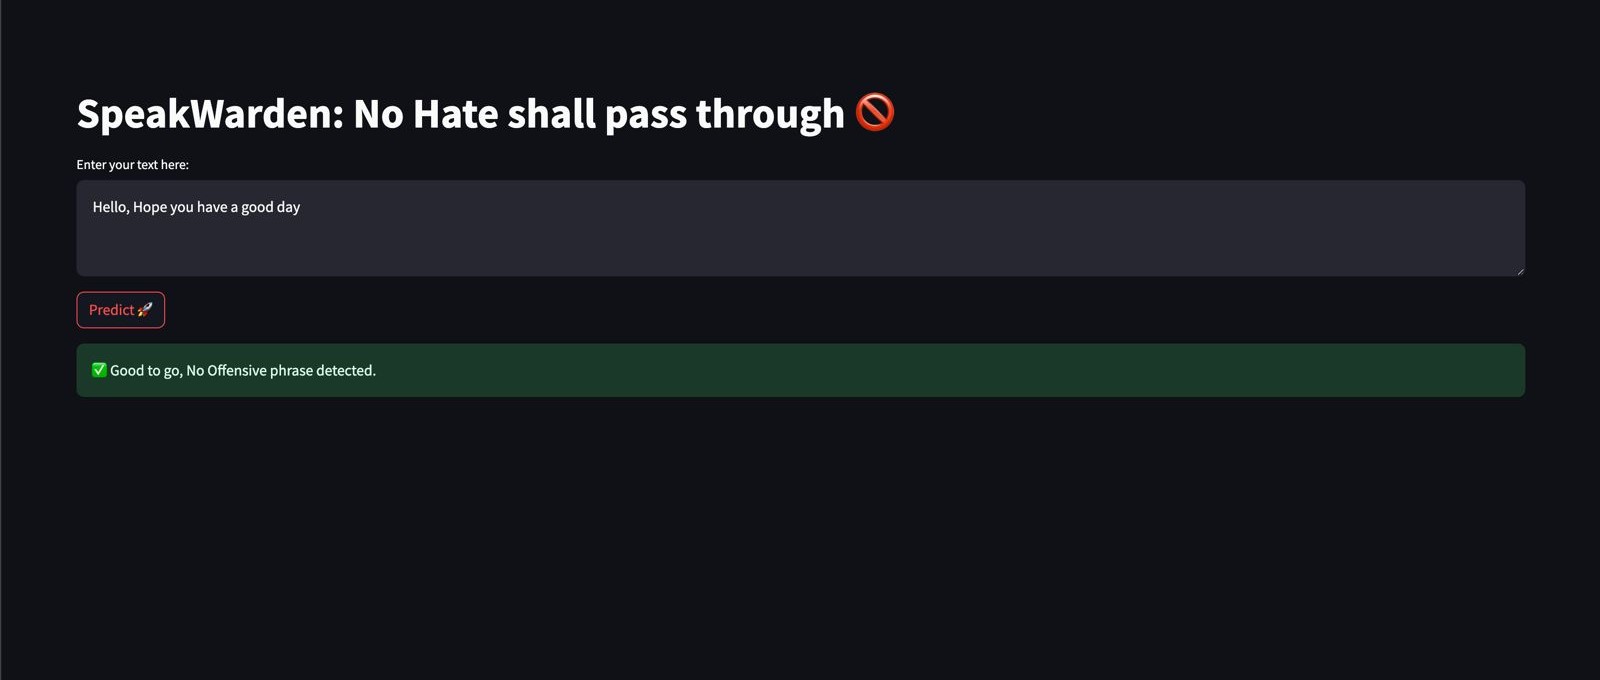 SpeakWarden: No Hate shall pass through 🚫
Enter your text here:
Hello, Hope you have a good day
Predict 🚀
✅ Good to go, No Offensive phrase detected.